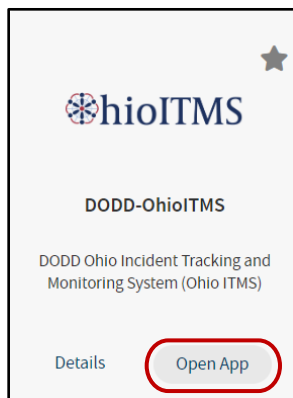 OhioITMS
DODD-OhioITMS
DODD Ohio Incident Tracking and
Monitoring System (Ohio ITMS)
Details
Open App